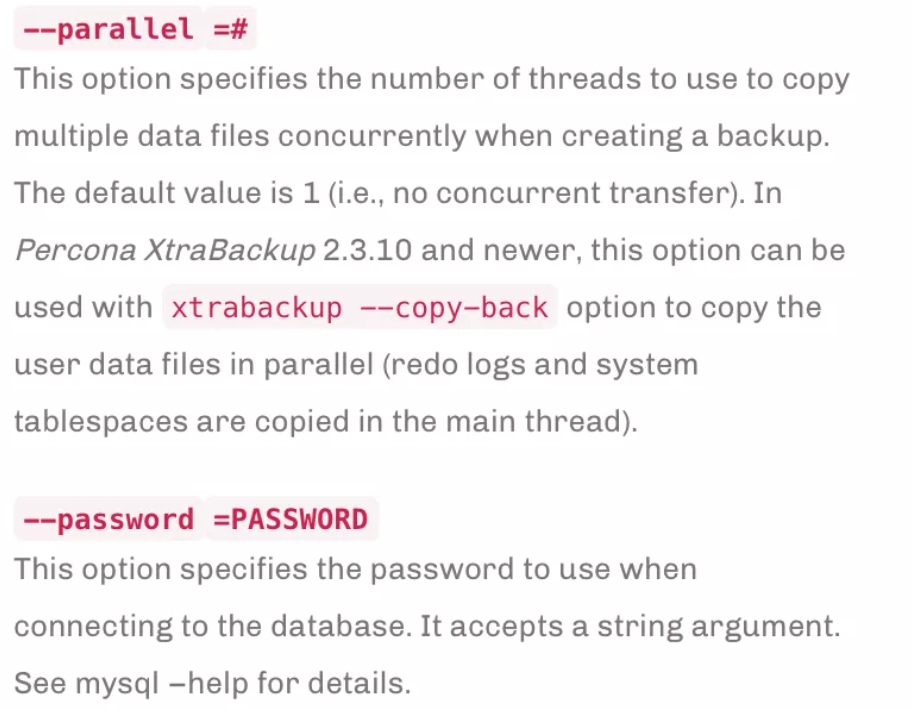 --parallel =#
This option specifies the number of threads to use to copy
multiple data files concurrently when creating a backup.
The default value is 1 (i.e., no concurrent transfer). In
Percona XtraBackup 2.3.10 and newer, this option can be
used with xtrabackup --copy-back option to copy the
user data files in parallel (redo logs and system
tablespaces are copied in the main thread).
--password =PASSWORD
This option specifies the password to use when
connecting to the database. It accepts a string argument.
See mysql –help for details.